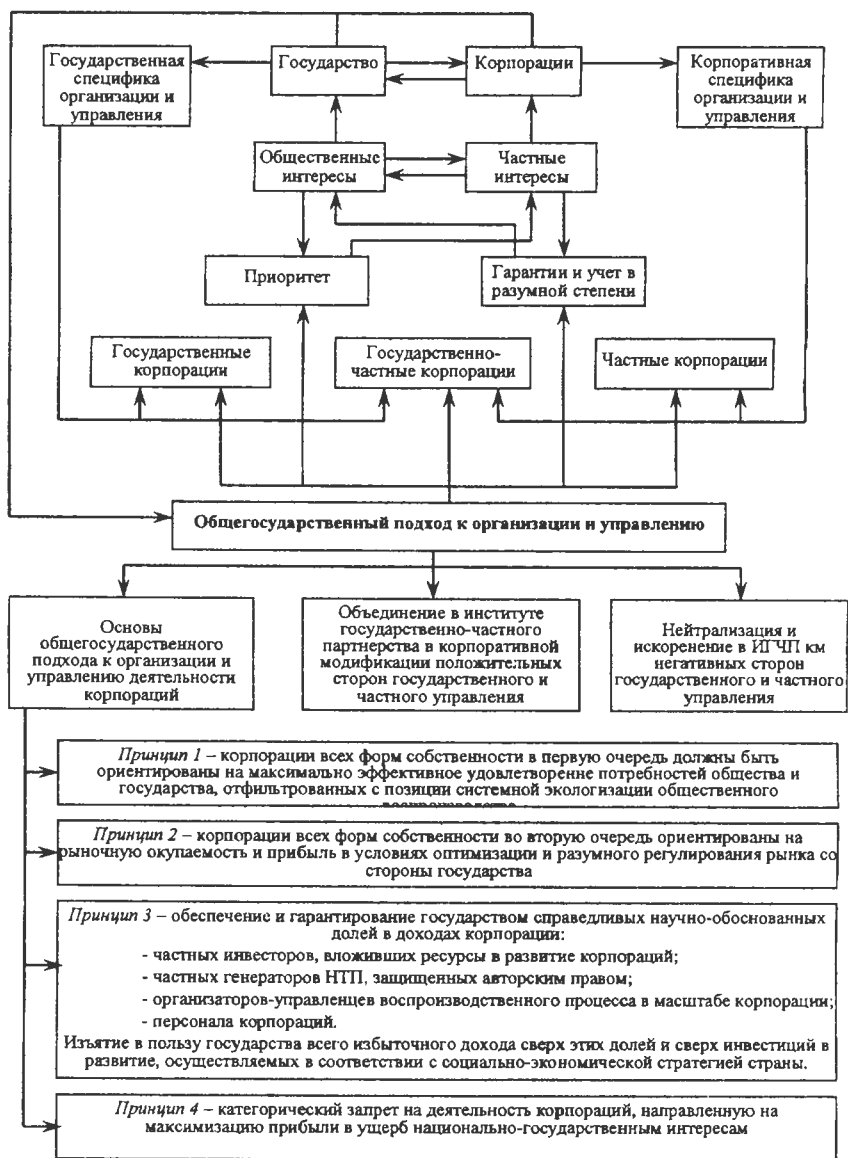 Государственная
специфика
организации и
управления
Государство
Корпорации
Корпоративная
специфика
организации и
управления
Общественные
интересы
Частные
интересы
Приоритет
Гарантии и учет в
разумной степени
Государственные
корпорации
Государственно-
частные корпорации
Частные корпорации
Общегосударственный подход к организации и управлению
Основы
общегосударственного
подхода к организации и
управлению деятельности
корпораций
Объединение в институте
государственно-частного
партнерства в корпоративной
модификации положительных
сторон государственного и
частного управления
Нейтрализация и
искоренение в ИГЧП км
негативных сторон
государственного и частного
управления
Принцип 1 – корпорации всех форм собственности в первую очередь должны быть
ориентированы на максимально эффективное удовлетворение потребностей общества и
государства, отфильтрованных с позиции системной экологизации общественного
Принцип 2 – корпорации всех форм собственности во вторую очередь ориентированы на
рыночную окупаемость и прибыль в условиях оптимизации и разумного регулирования рынка со
стороны государства
Принцип 3 – обеспечение и гарантирование государством справедливых научно-обоснованных
долей в доходах корпорации:
- частных инвесторов, вложивших ресурсы в развитие корпораций;
- частных генераторов НТП, защищенных авторским правом;
- организаторов-управленцев воспроизводственного процесса в масштабе корпорации;
- персонала корпораций.
Изъятие в пользу государства всего избыточного дохода сверх этих долей и сверх инвестиций в
развитие, осуществляемых в соответствии с социально-экономической стратегией страны.
Принцип 4 – категорический запрет на деятельность корпораций, направленную на
максимизацию прибыли в ущерб национально-государственным интересам